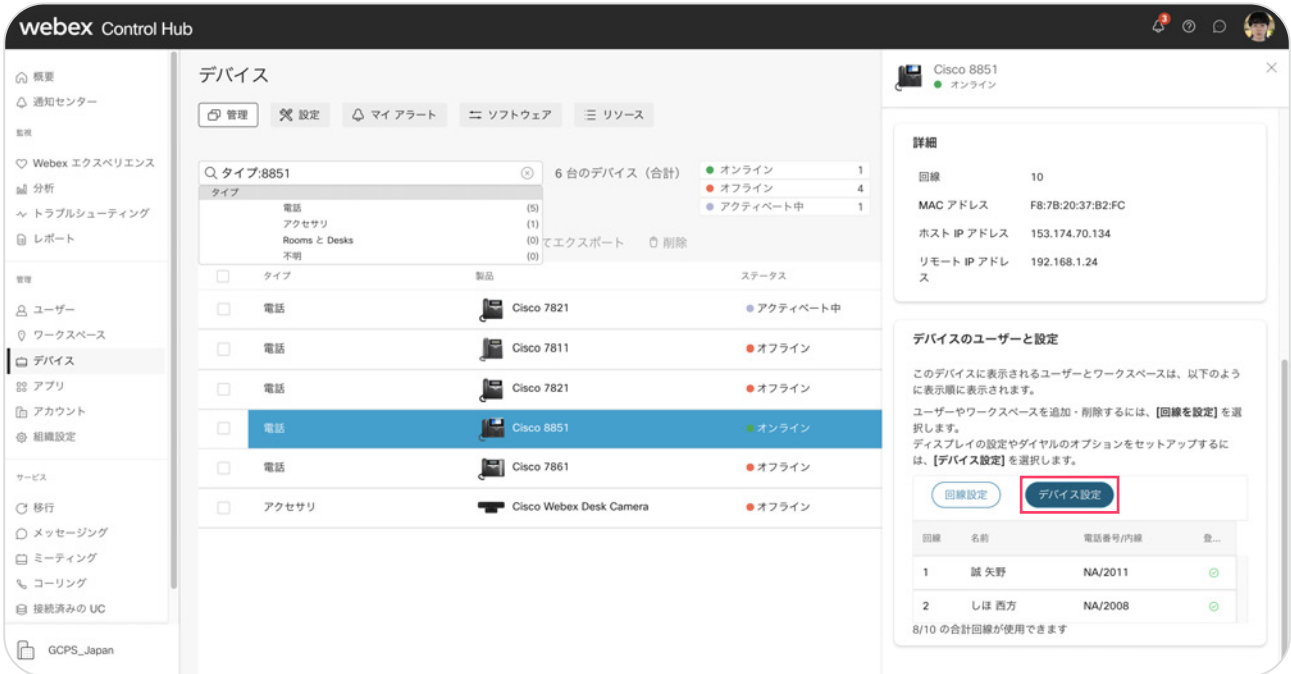 webex Control Hub
3
概要
通知センター
監視
Webex エクスペリエンス
分析
トラブルシューティング
レポート
管理
ユーザー
ワークスペース
デバイス
アプリ
アカウント
組織設定
サービス
移行
メッセージング
ミーティング
コーリング
接続済みの UC
GCPS_Japan
デバイス
管理 設定 マイ アラート ソフトウェア リソース
タイプ:8851
6 台のデバイス（合計）
オンライン 1
オフライン 4
アクティベート中 1
タイプ
電話 (5)
アクセサリ (1)
Rooms と Desks (0)
不明 (0)
てエクスポート 削除
タイプ 製品 ステータス
電話 Cisco 7821 アクティベート中
電話 Cisco 7811 オフライン
電話 Cisco 7821 オフライン
電話 Cisco 8851 オンライン
電話 Cisco 7861 オフライン
アクセサリ Cisco Webex Desk Camera オフライン
Cisco 8851
オンライン
詳細
回線 10
MAC アドレス F8:7B:20:37:B2:FC
ホスト IP アドレス 153.174.70.134
リモート IP アドレ 192.168.1.24
ス
デバイスのユーザーと設定
このデバイスに表示されるユーザーとワークスペースは、以下のよう
に表示順に表示されます。
ユーザーやワークスペースを追加・削除するには、[回線を設定] を選
択します。
ディスプレイの設定やダイヤルのオプションをセットアップするに
は、[デバイス設定] を選択します。
回線設定 デバイス設定
回線 名前 電話番号/内線 登...
1 誠 矢野 NA/2011
2 しほ 西方 NA/2008
8/10 の合計回線が使用できます